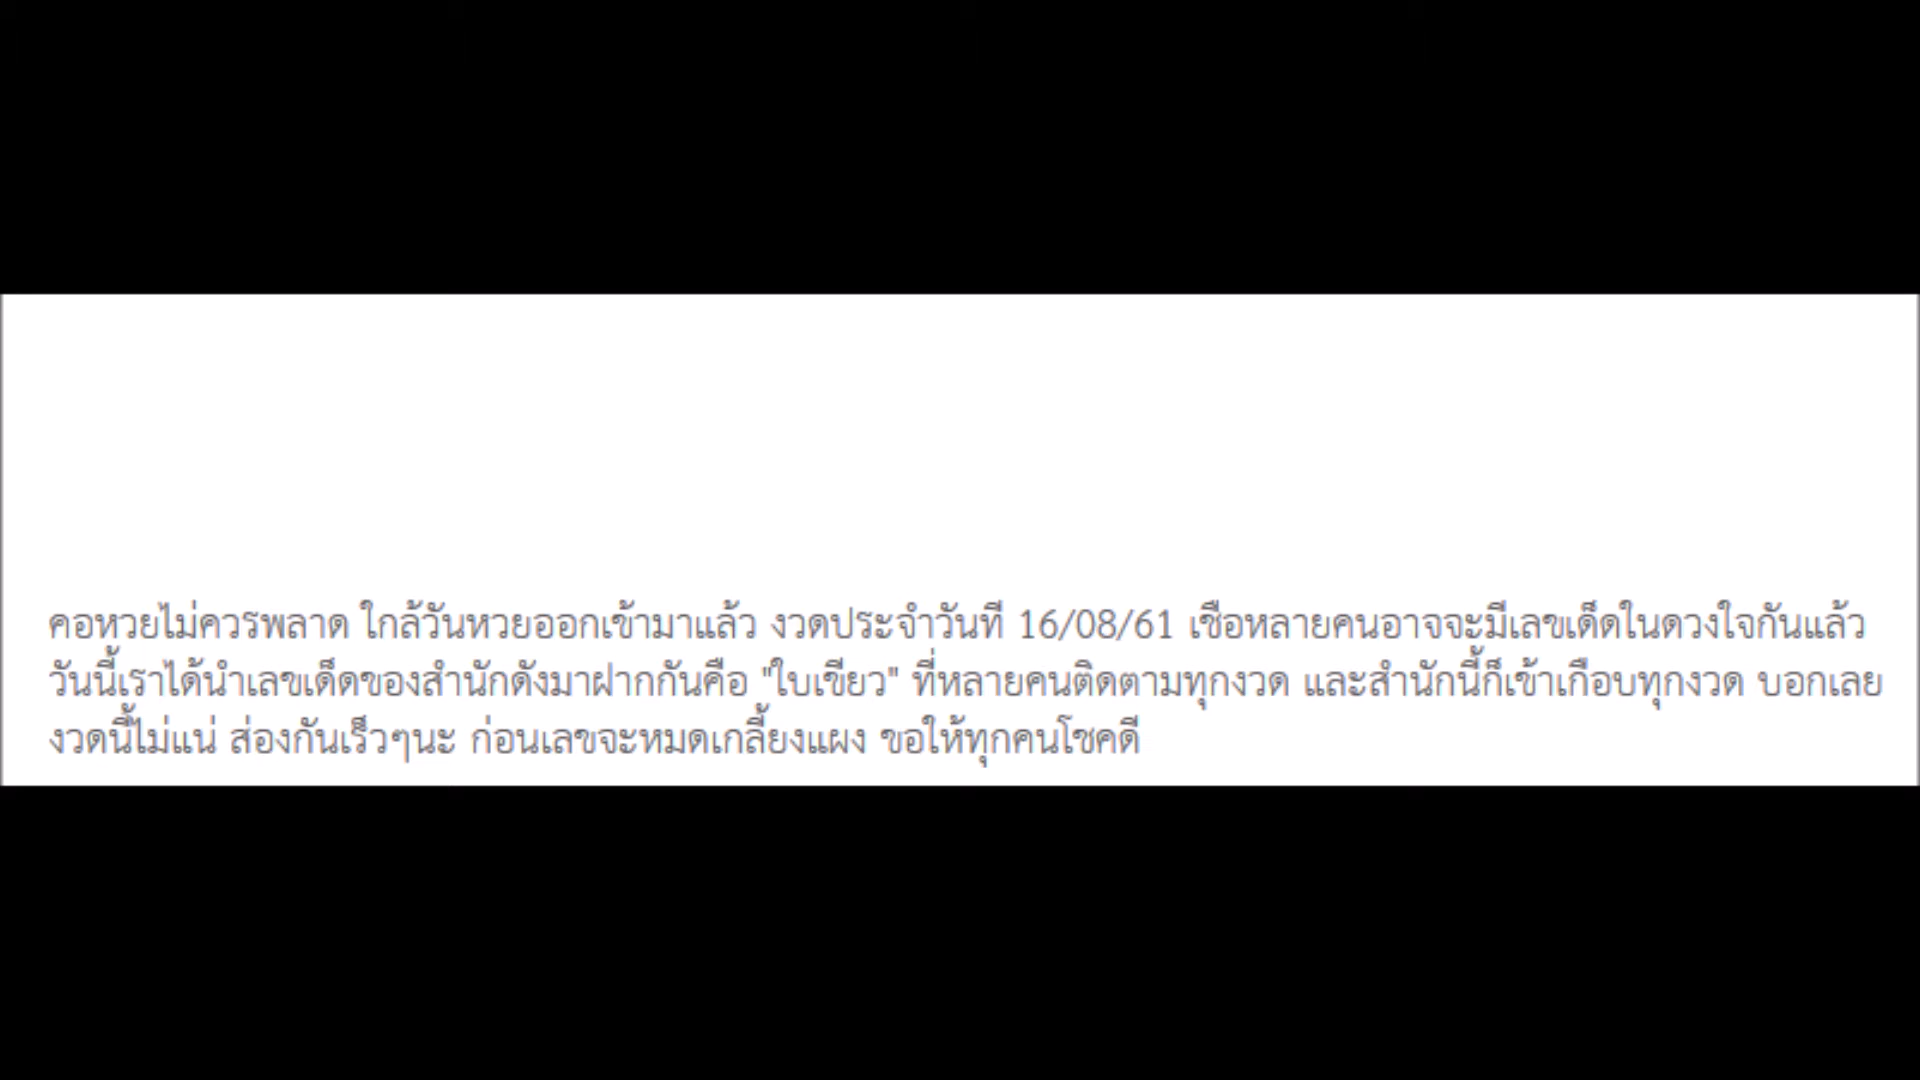 คอหวยไม่ควรพลาด ใกล้วันหวยออกเข้ามาแล้ว งวดประจำวันที่ 16/08/61 เชื่อหลายคนอาจจะมีเลขเด็ดในดวงใจกันแล้ว
วันนี้เราได้นำเลขเด็ดของสำนักดังมาฝากกันคือ "ใบเขียว" ที่หลายคนติดตามทุกงวด และสำนักนี้ก็เข้าเกือบทุกงวด บอกเลย
งวดนี้ไม่แน่ ส่องกันเร็วๆนะ ก่อนเลขจะหมดเกลี้ยงแผง ขอให้ทุกคนโชคดี